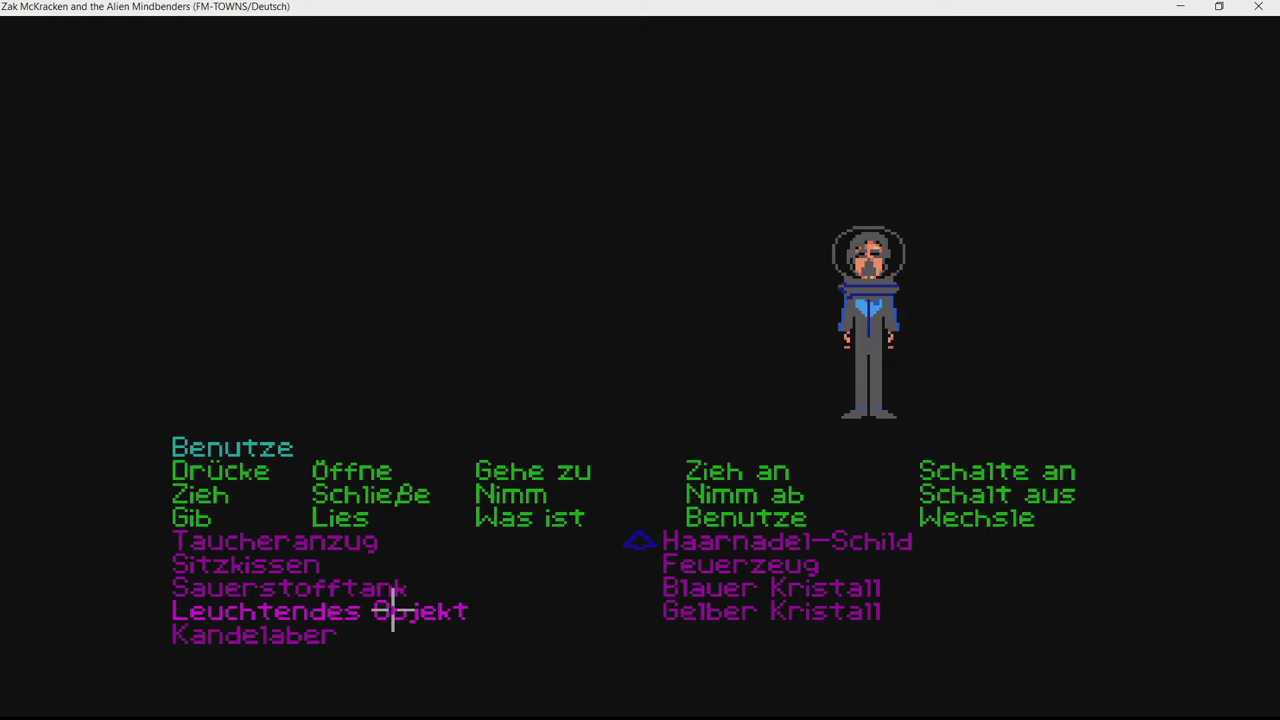 Zak McKracken and the Alien Mindbenders (FM-TOWNS/Deutsch)
Benutze
Drücke Öffne Gehe zu Zieh an Schalte an
Zieh Schließe Nimm Nimm ab Schalt aus
Gib Lies Was ist Benutze Wechsle
Taucheranzug Haarnadel-Schild
Sitzkissen Feuerzeug
Sauerstofftank Blauer Kristall
Leuchtendes Objekt Gelber Kristall
Kandelaber